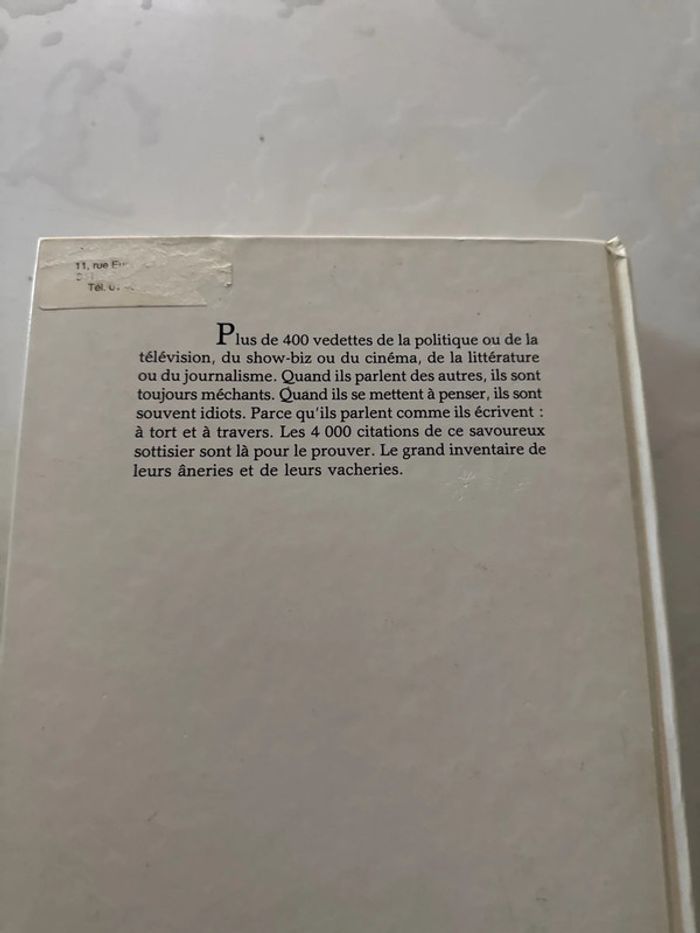 11, rue
Tél.
Plus de 400 vedettes de la politique ou de la
télévision, du show-biz ou du cinéma, de la littérature
ou du journalisme. Quand ils parlent des autres, ils sont
toujours méchants. Quand ils se mettent à penser, ils sont
souvent idiots. Parce qu'ils parlent comme ils écrivent :
à tort et à travers. Les 4 000 citations de ce savoureux
sottisier sont là pour le prouver. Le grand inventaire de
leurs âneries et de leurs vacheries.